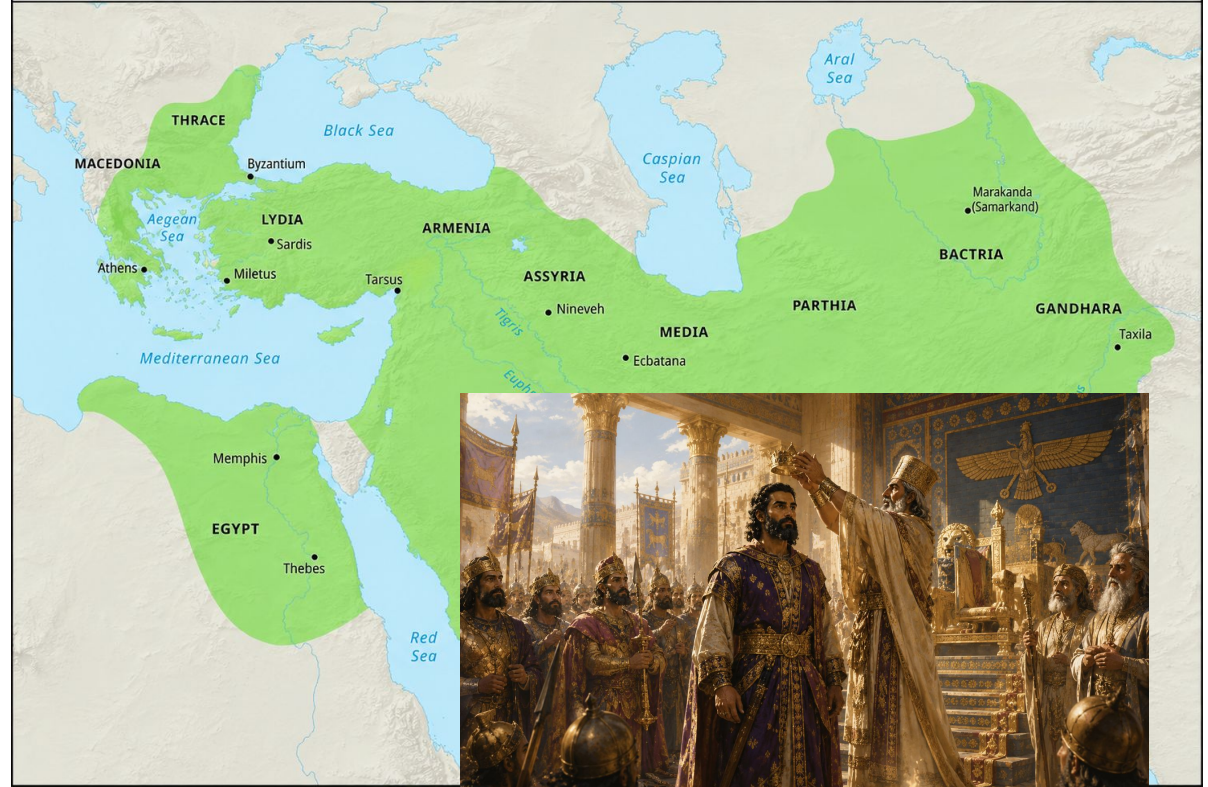 Aral
Sea
THRACE
Black Sea
MACEDONIA
Byzantium
Caspian
Sea
Marakanda
(Samarkand)
Aegean
Sea
LYDIA
ARMENIA
Sardis
BACTRIA
Athens
Miletus
Tarsus
ASSYRIA
Nineveh
PARTHIA
GANDHARA
Tigris
MEDIA
Taxila
Mediterranean Sea
Ecbatana
Memphis
EGYPT
Thebes
Red
Sea